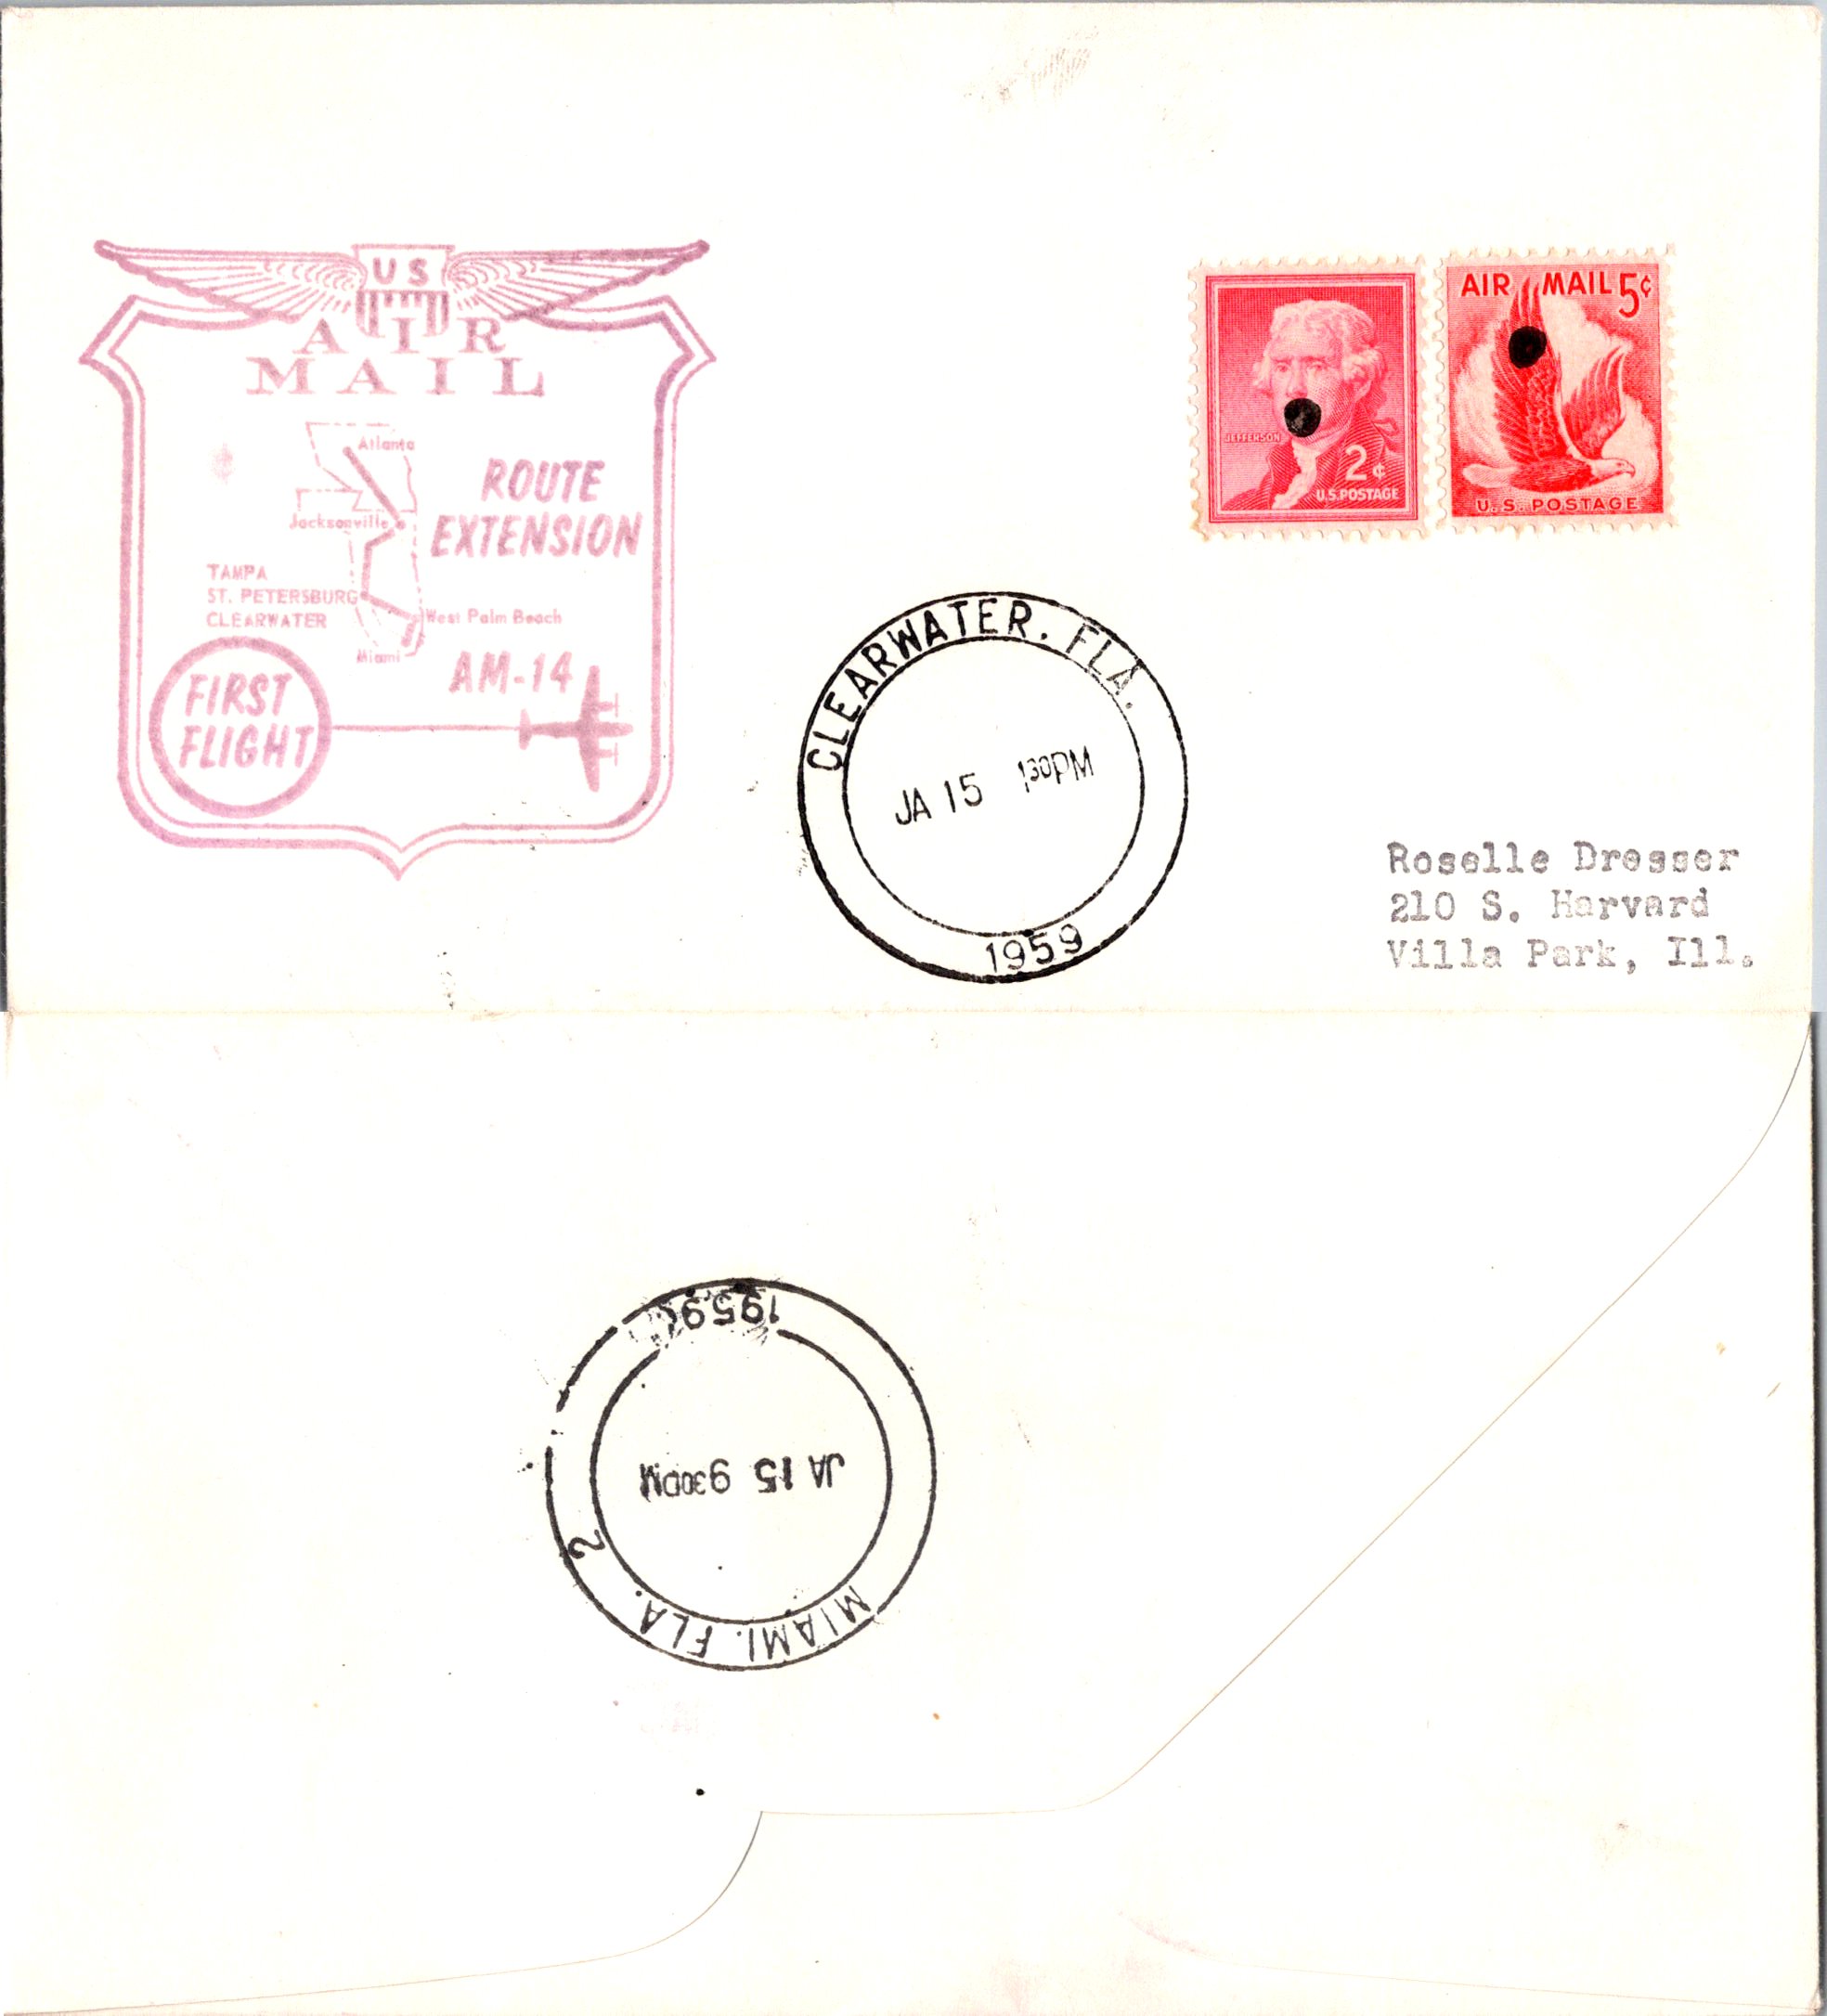 US
AIR
MAIL
Atlanta
ROUTE
EXTENSION
Jacksonville
TAMPA
ST. PETERSBURG
CLEARWATER
West Palm Beach
Miami
AM-14
FIRST
FLIGHT
JEFFERSON
2¢
U.S. POSTAGE
AIR MAIL 5¢
U.S. POSTAGE
CLEARWATER. FLA.
JA 15 130PM
1959
Roselle Dresser
210 S. Harvard
Villa Park, Ill.
MIAMI. FLA. 2
JA 15 930PM
1959